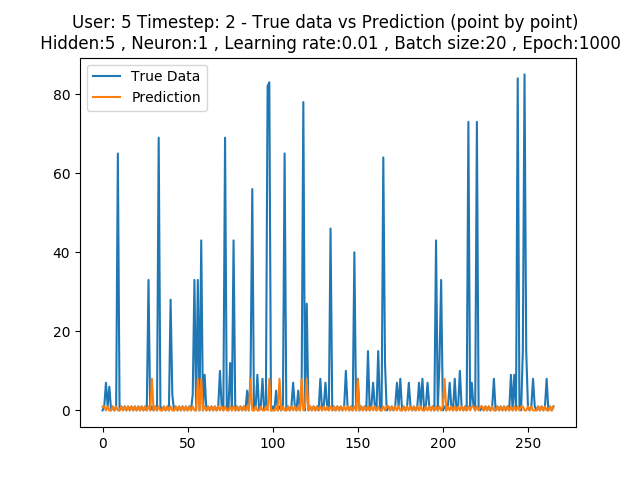 User: 5 Timestep: 2 - True data vs Prediction (point by point)
Hidden:5 , Neuron:1 , Learning rate:0.01 , Batch size:20 , Epoch:1000
True Data
Prediction
80
60
40
20
0
0 50 100 150 200 250